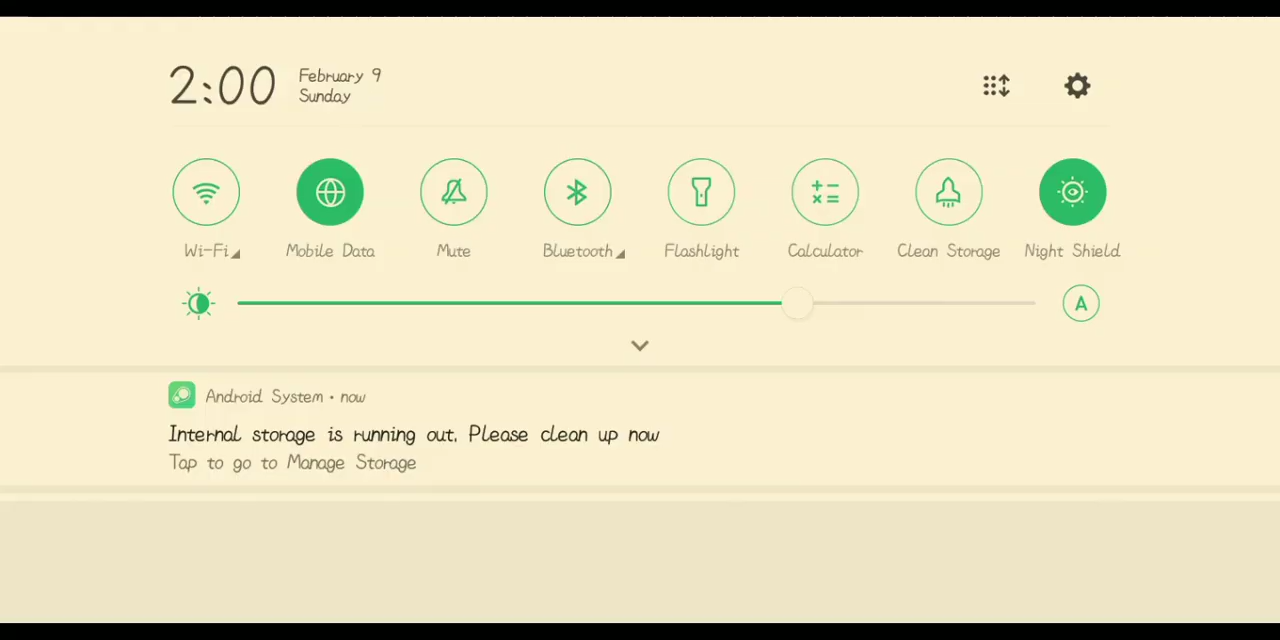 2:00
February 9
Sunday
Wi-Fi
Mobile Data
Mute
Bluetooth
Flashlight
Calculator
Clean Storage
Night Shield
A
Android System • now
Internal storage is running out. Please clean up now
Tap to go to Manage Storage